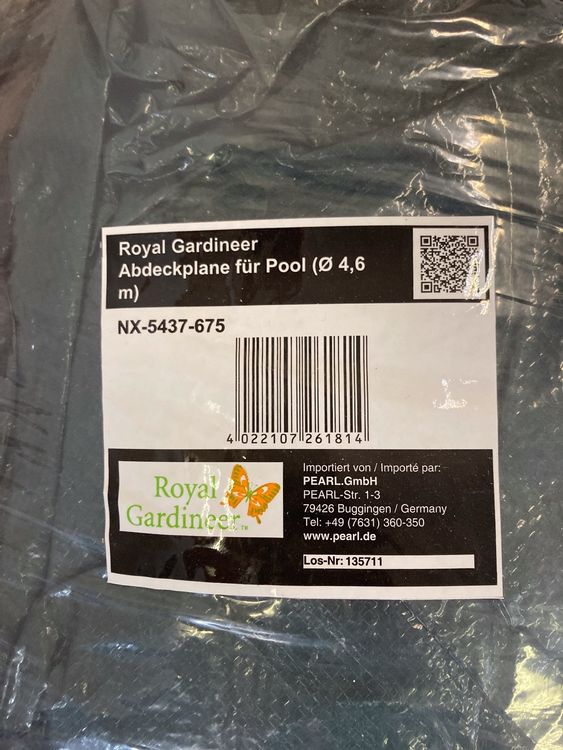 Royal Gardineer
Abdeckplane für Pool (Ø 4,6
m)
NX-5437-675
4 022107 261814
Royal
Gardineer™
Importiert von / Importé par:
PEARL.GmbH
PEARL-Str. 1-3
79426 Buggingen / Germany
Tel: +49 (7631) 360-350
www.pearl.de
Los-Nr: 135711